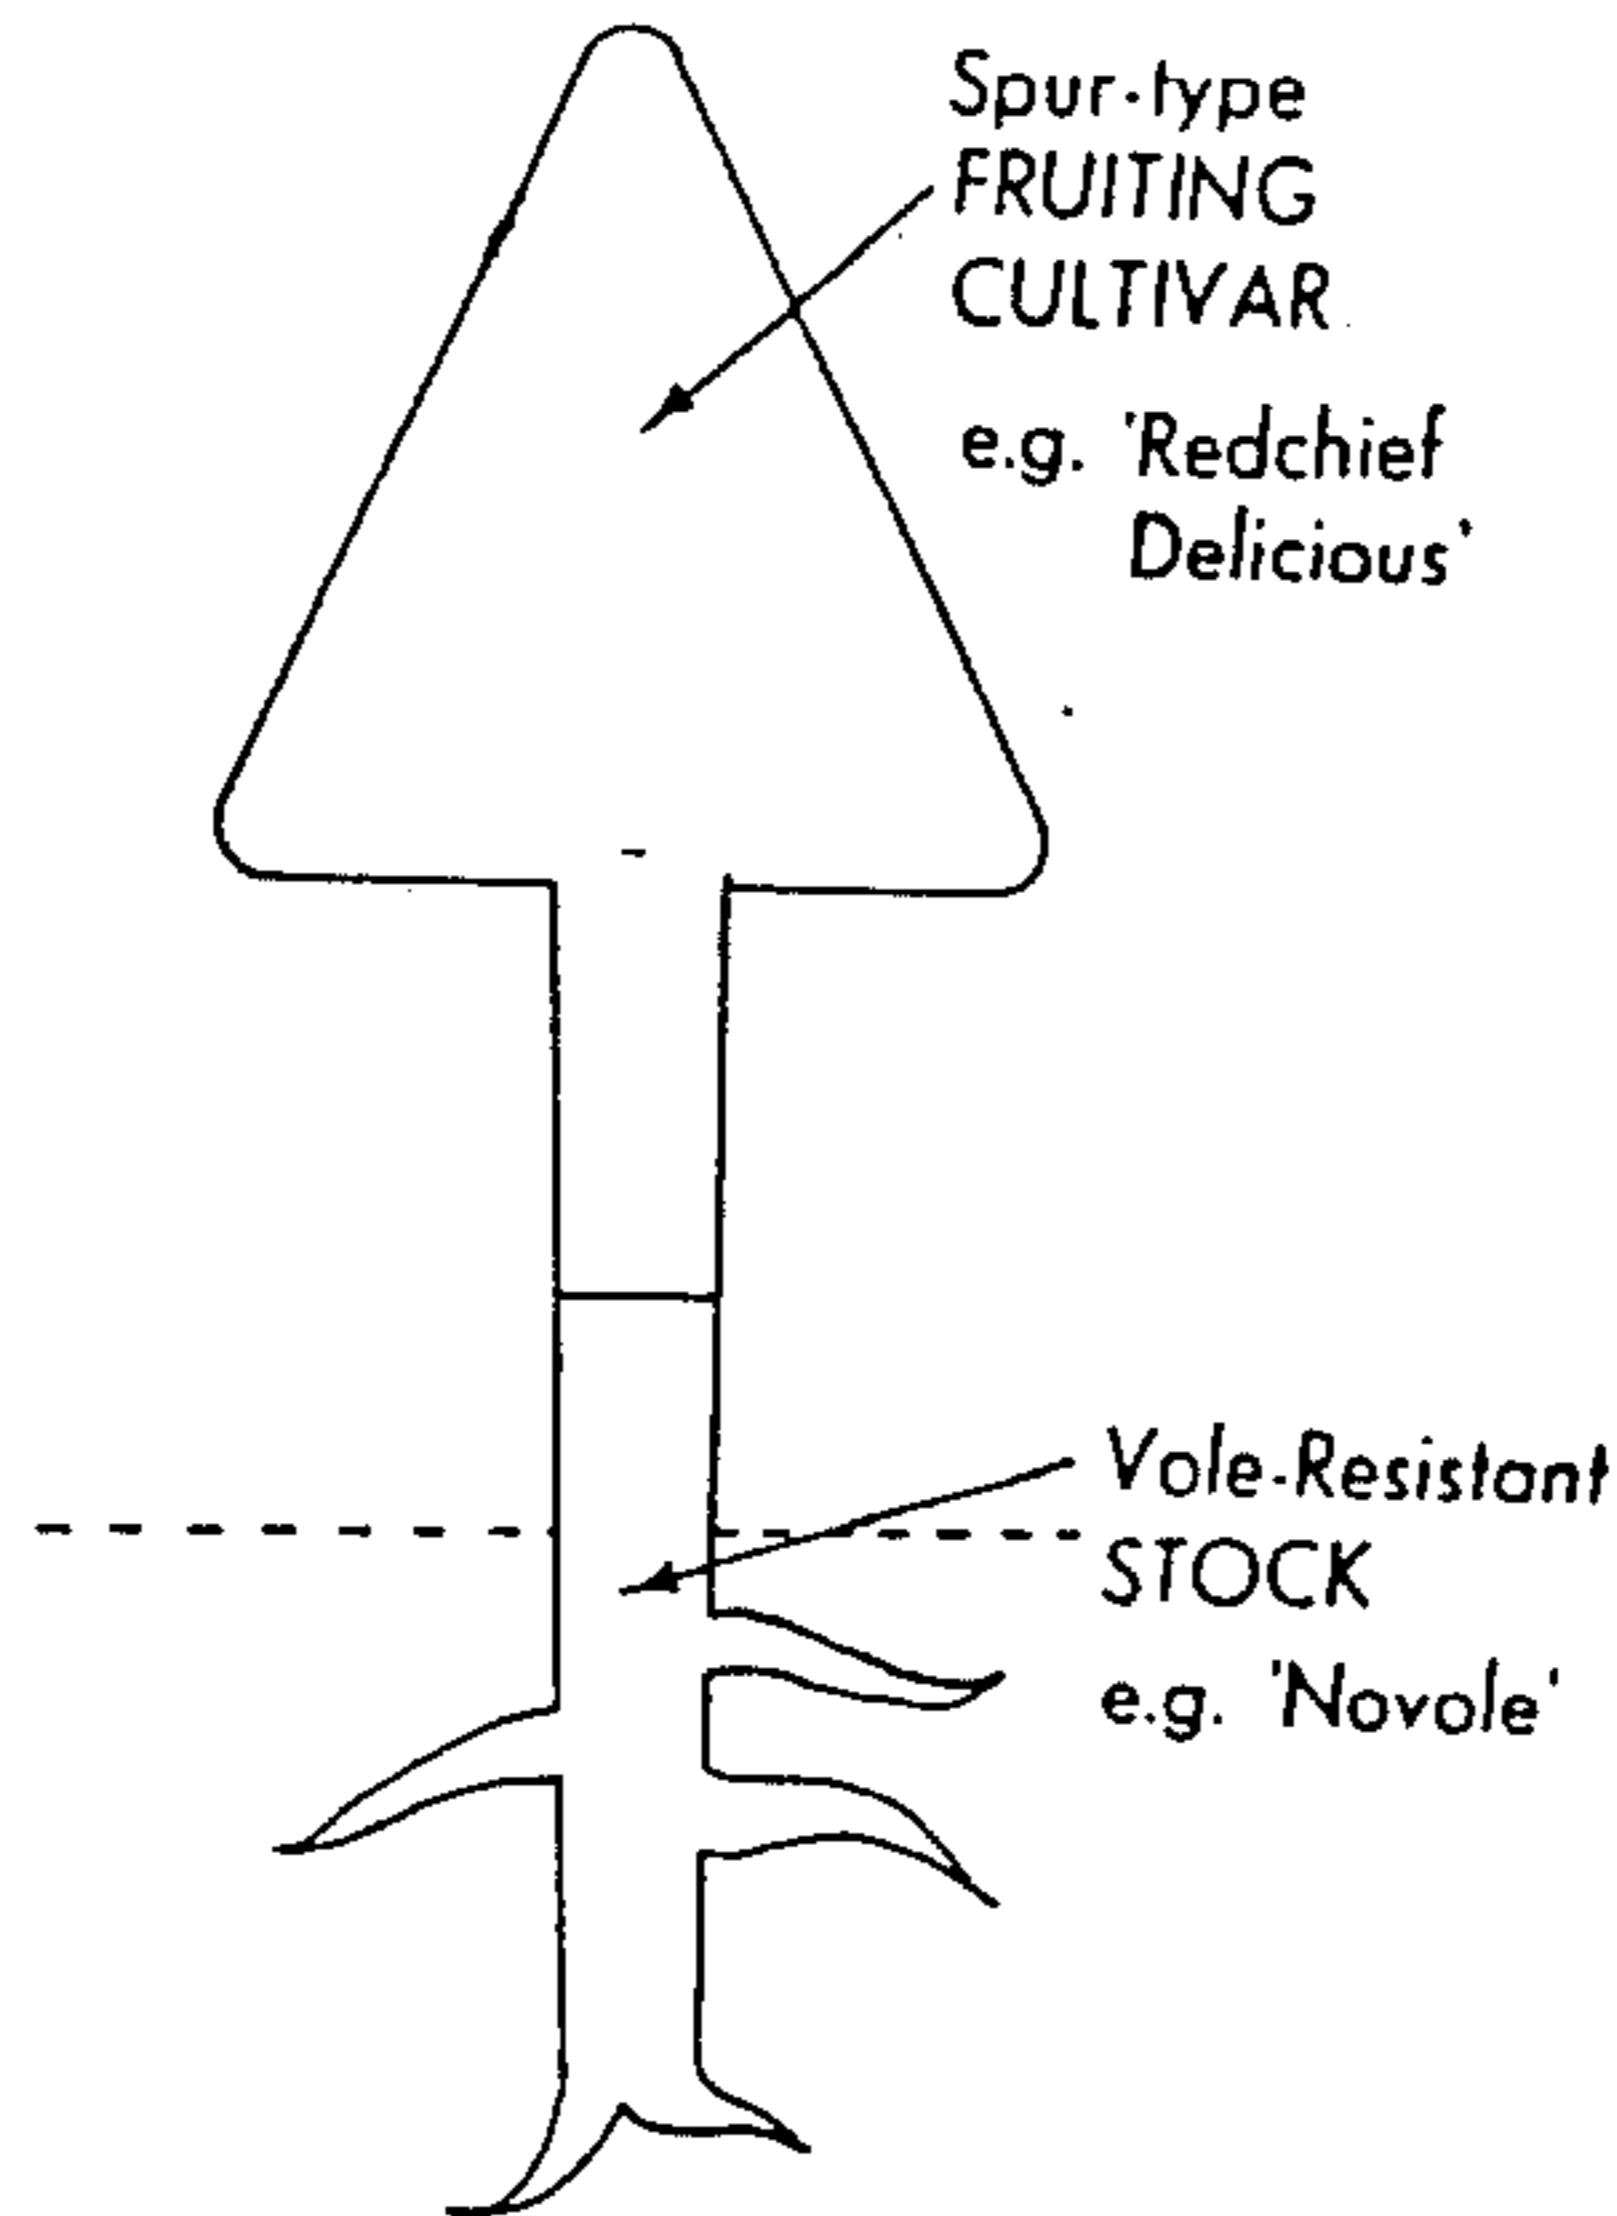 Spur-type
FRUITING
CULTIVAR
e.g. 'Redchief
Delicious'
Vole-Resistant
STOCK
e.g. 'Novole'